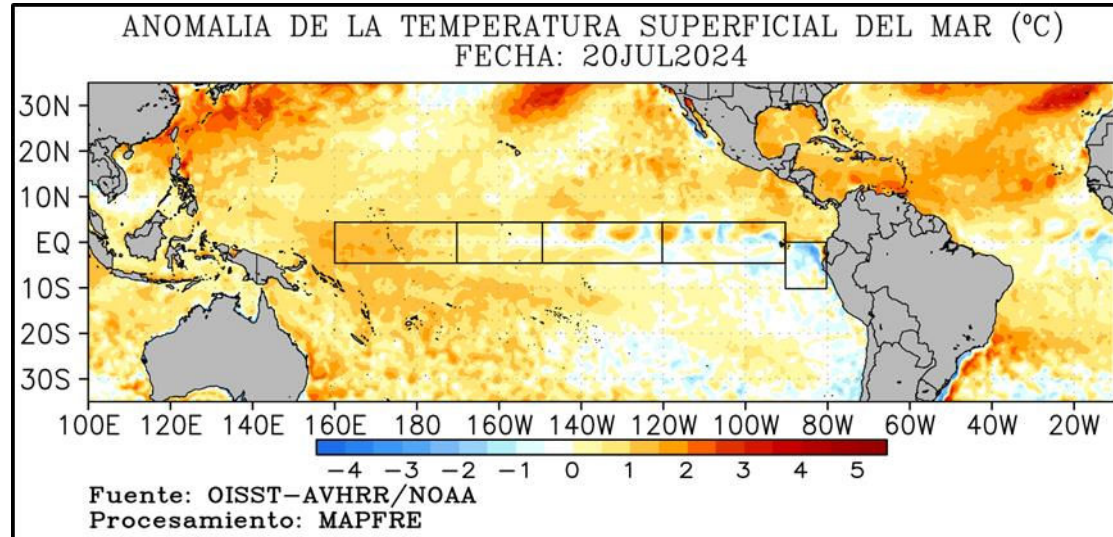 ANOMALIA DE LA TEMPERATURA SUPERFICIAL DEL MAR (ºC)
FECHA: 20JUL2024
30N
20N
10N
EQ
10S
20S
30S
100E 120E 140E 160E 180 160W 140W 120W 100W 80W 60W 40W 20W
−4 −3 −2 −1 0 1 2 3 4 5
Fuente: OISST−AVHRR/NOAA
Procesamiento: MAPFRE